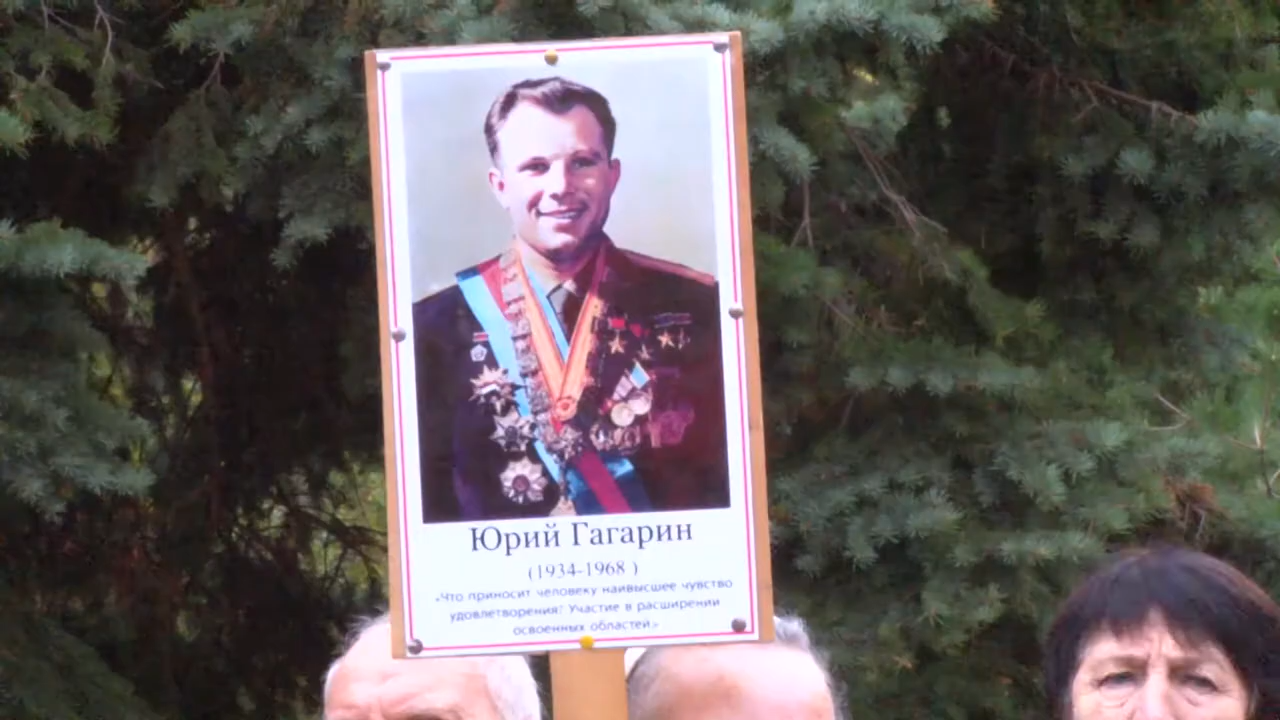 Юрий Гагарин
(1934-1968 )
«Что приносит человеку наивысшее чувство
удовлетворения? Участие в расширении
освоенных областей»